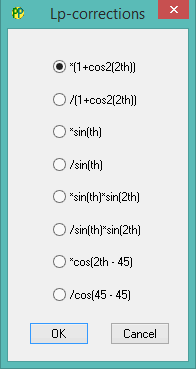 Lp-corrections
*(1+cos2(2th))
/(1+cos2(2th))
*sin(th)
/sin(th)
*sin(th)*sin(2th)
/sin(th)*sin(2th)
*cos(2th - 45)
/cos(45 - 45)
OK
Cancel